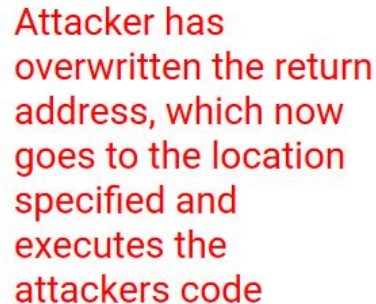 Attacker has
overwritten the return
address, which now
goes to the location
specified and
executes the
attackers code